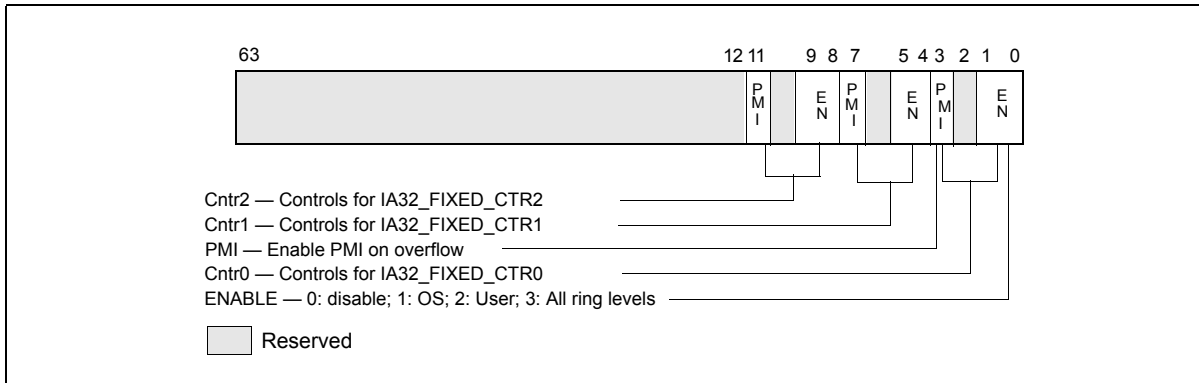 63 12 11 9 8 7 5 4 3 2 1 0
PMI EN PMI EN PMI EN
Cntr2 — Controls for IA32_FIXED_CTR2
Cntr1 — Controls for IA32_FIXED_CTR1
PMI — Enable PMI on overflow
Cntr0 — Controls for IA32_FIXED_CTR0
ENABLE — 0: disable; 1: OS; 2: User; 3: All ring levels
Reserved